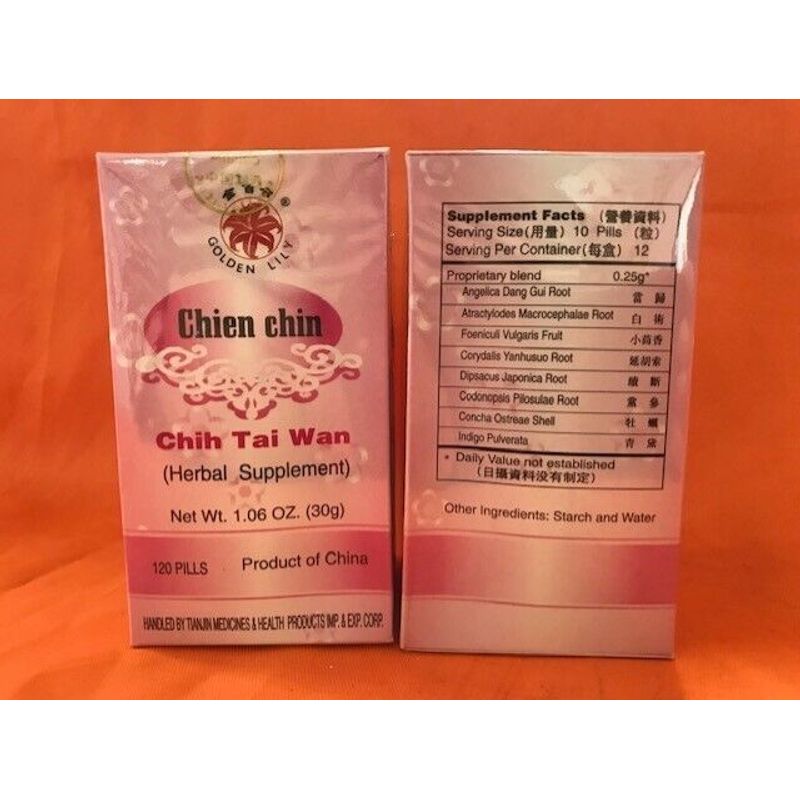 金百合®
GOLDEN LILY
Chien chin
Chih Tai Wan
(Herbal Supplement)
Net Wt. 1.06 OZ. (30g)
120 PILLS Product of China
HANDLED BY TIANJIN MEDICINES & HEALTH PRODUCTS IMP. & EXP. CORP.
Supplement Facts (營養資料)
Serving Size(用量) 10 Pills (粒)
Serving Per Container(每盒) 12
Proprietary blend 0.25g*
Angelica Dang Gui Root 當歸
Atractylodes Macrocephalae Root 白術
Foeniculi Vulgaris Fruit 小茴香
Corydalis Yanhusuo Root 延胡索
Dipsacus Japonica Root 續斷
Codonopsis Pilosulae Root 黨參
Concha Ostreae Shell 牡蠣
Indigo Pulverata 青黛
* Daily Value not established
(日攝資料没有制定)
Other Ingredients: Starch and Water